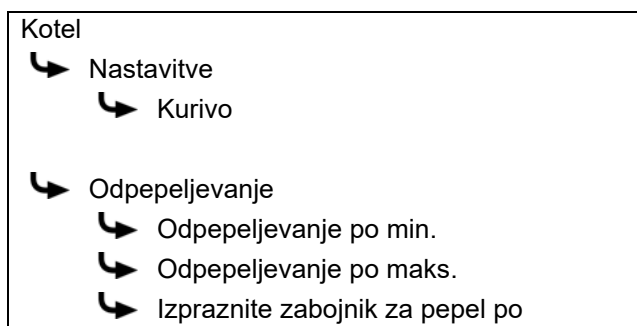 Kotel
Nastavitve
Kurivo
Odpepeljevanje
Odpepeljevanje po min.
Odpepeljevanje po maks.
Izpraznite zabojnik za pepel po